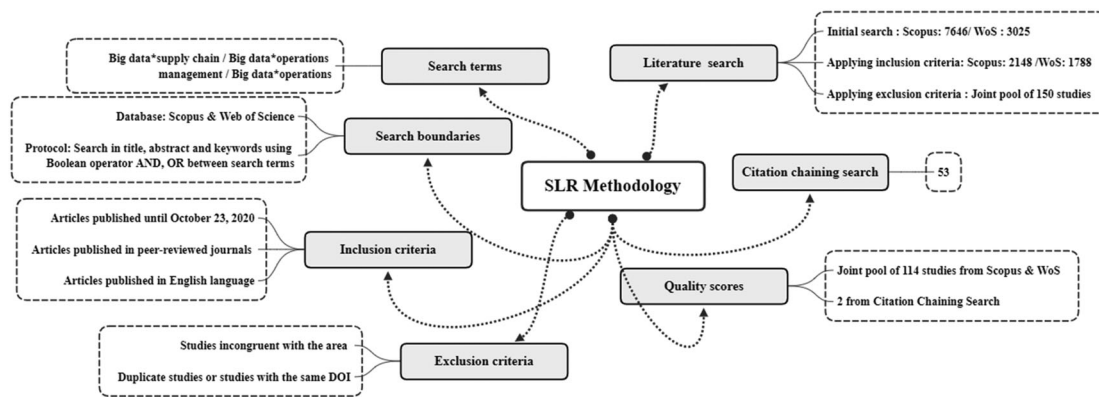 Big data*supply chain / Big data*operations
management / Big data*operations
Search terms
Database: Scopus & Web of Science
Protocol: Search in title, abstract and keywords using
Boolean operator AND, OR between search terms
Search boundaries
Articles published until October 23, 2020
Articles published in peer-reviewed journals
Articles published in English language
Inclusion criteria
Studies incongruent with the area
Duplicate studies or studies with the same DOI
Exclusion criteria
SLR Methodology
Literature search
Initial search : Scopus: 7646/ WoS : 3025
Applying inclusion criteria: Scopus: 2148 /WoS: 1788
Applying exclusion criteria : Joint pool of 150 studies
Citation chaining search
53
Quality scores
Joint pool of 114 studies from Scopus & WoS
2 from Citation Chaining Search